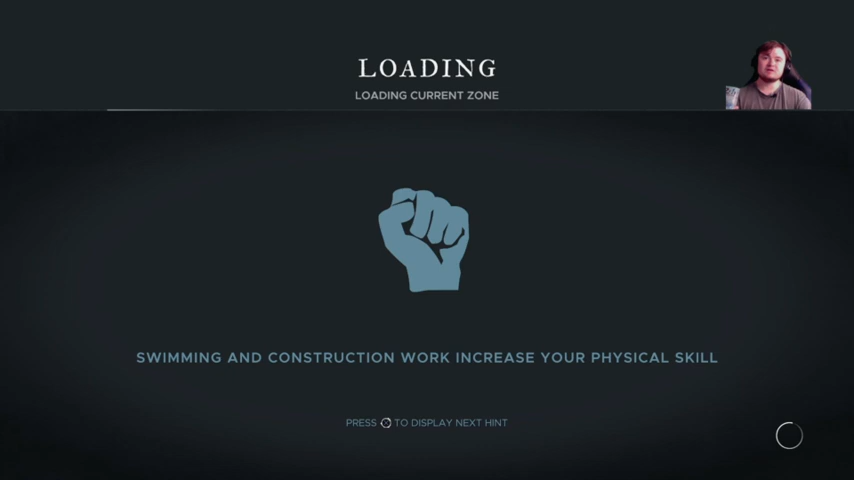 LOADING
LOADING CURRENT ZONE
SWIMMING AND CONSTRUCTION WORK INCREASE YOUR PHYSICAL SKILL
PRESS TO DISPLAY NEXT HINT